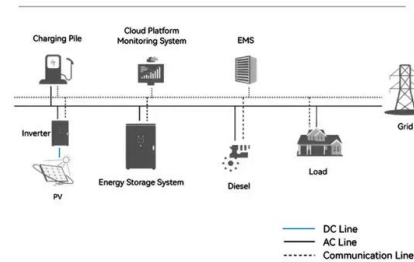 Charging Pile
Cloud Platform
Monitoring System
EMS
Grid
Inverter
PV
Energy Storage System
Diesel
Load
DC Line
AC Line
Communication Line